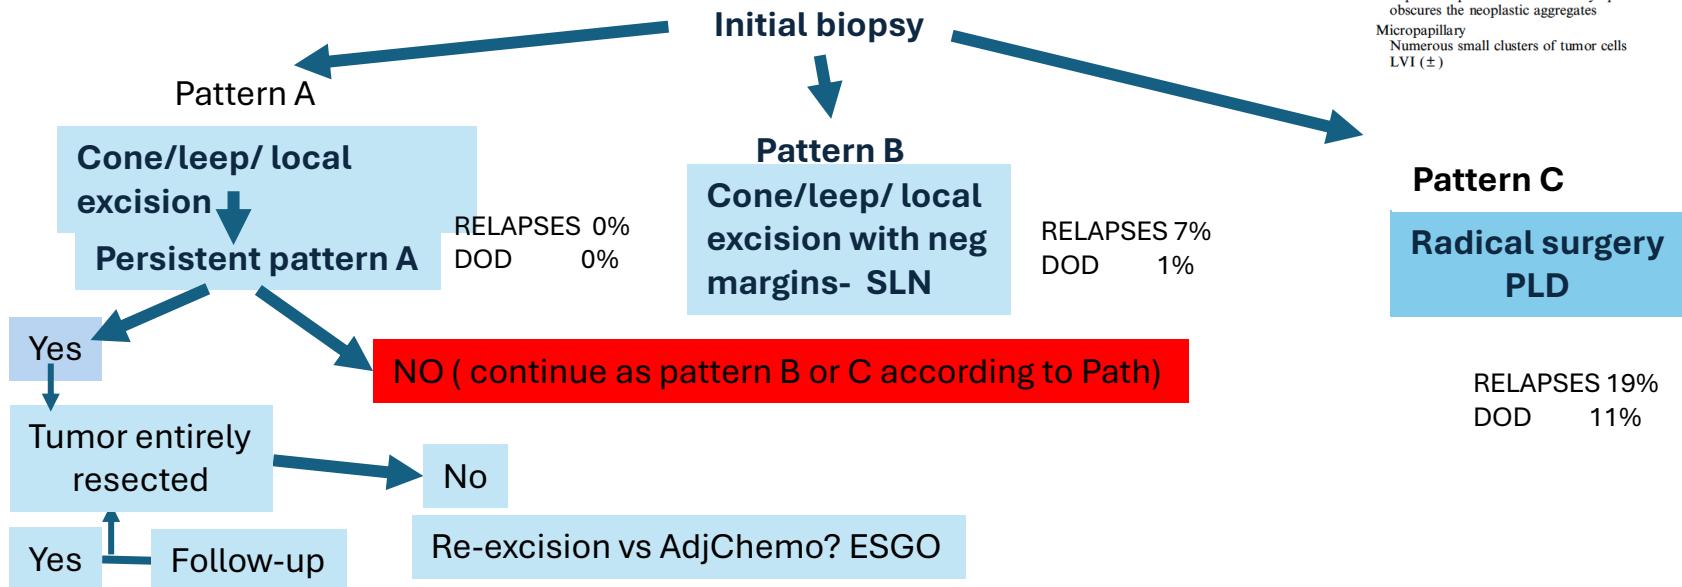 obscures the neoplastic aggregates
Micropapillary
Numerous small clusters of tumor cells
LVI (±)
Initial biopsy
Pattern A
Cone/leep/ local
excision
Persistent pattern A
RELAPSES 0%
DOD 0%
Pattern B
Cone/leep/ local
excision with neg
margins- SLN
RELAPSES 7%
DOD 1%
Pattern C
Radical surgery
PLD
RELAPSES 19%
DOD 11%
Yes
NO ( continue as pattern B or C according to Path)
Tumor entirely
resected
No
Yes
Follow-up
Re-excision vs AdjChemo? ESGO